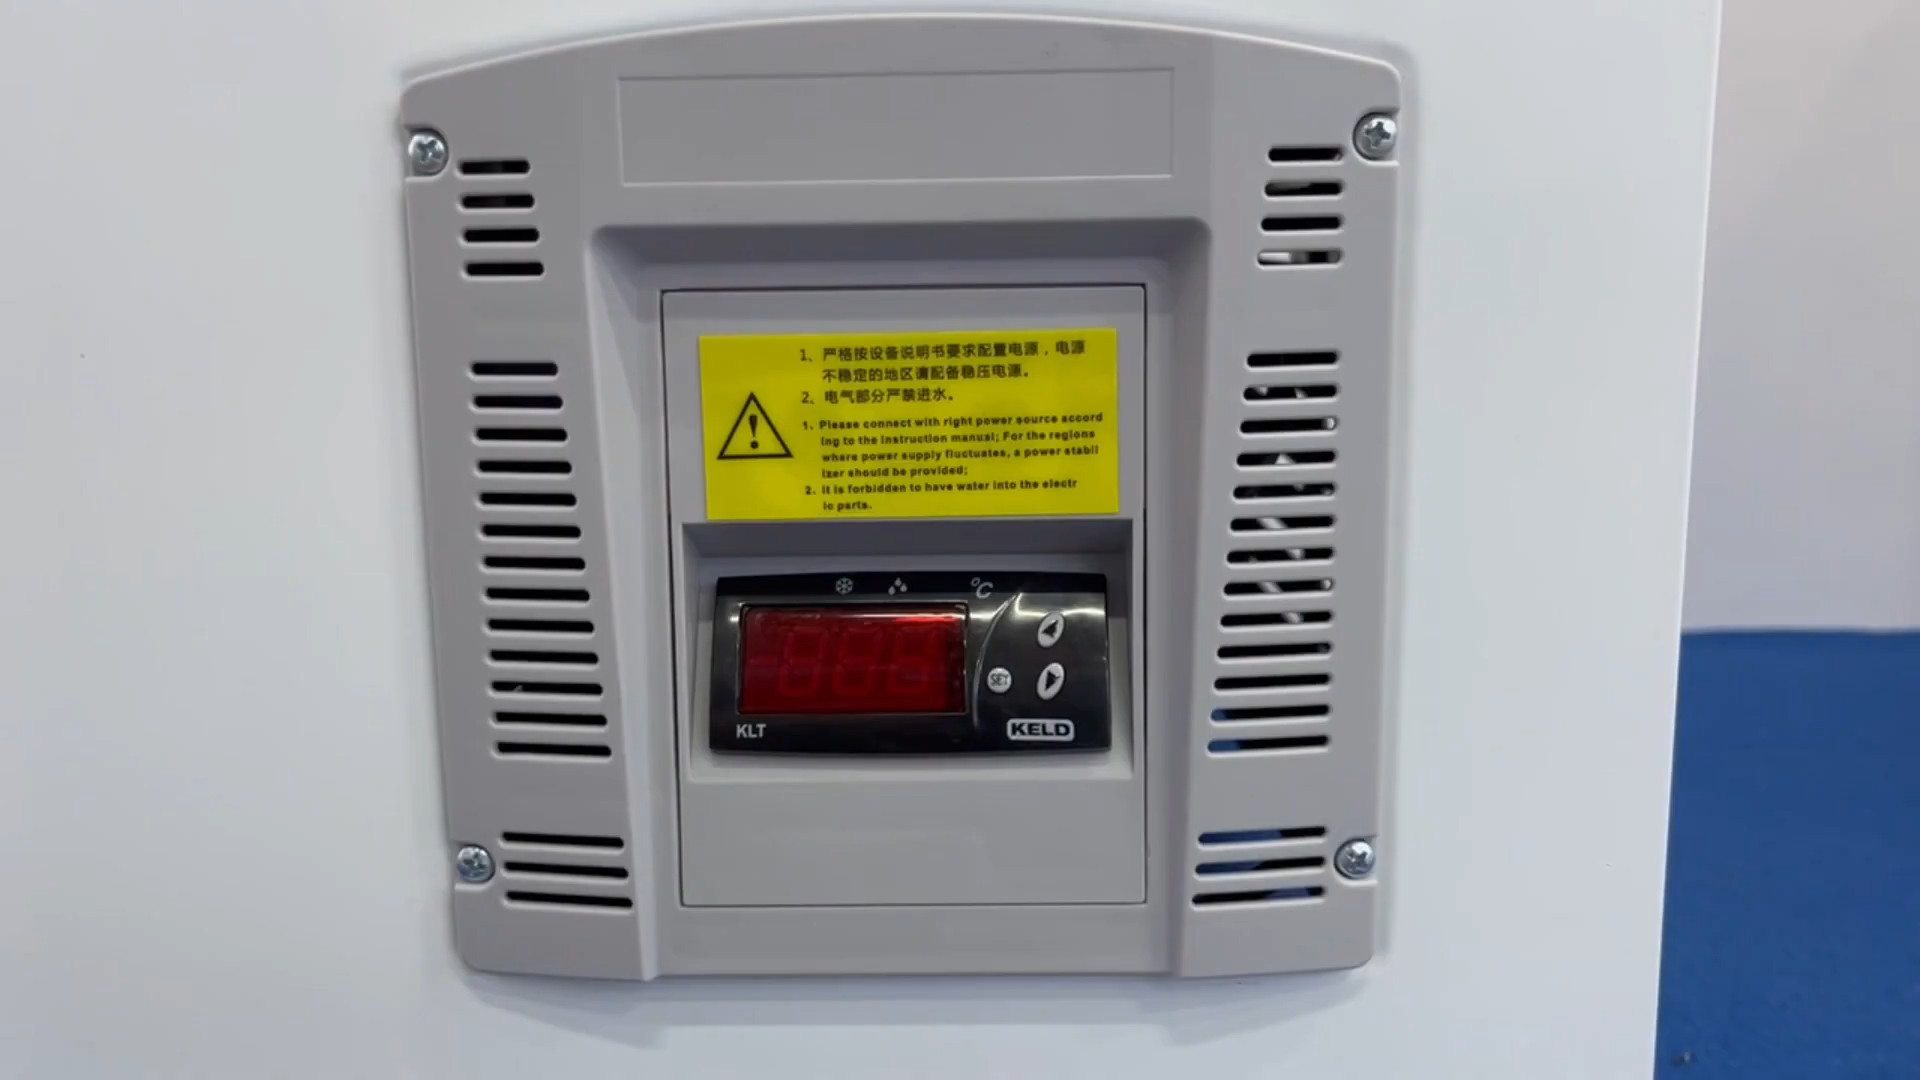 1、严格按设备说明书要求配置电源，电源
不稳定的地区请配备稳压电源。
2、电气部分严禁进水。
1、Please connect with right power source accord
ing to the instruction manual; For the regions
where power supply fluctuates, a power stabil
izer should be provided;
2、it is forbidden to have water into the electr
ic parts.
°C
SET
KLT
KELD